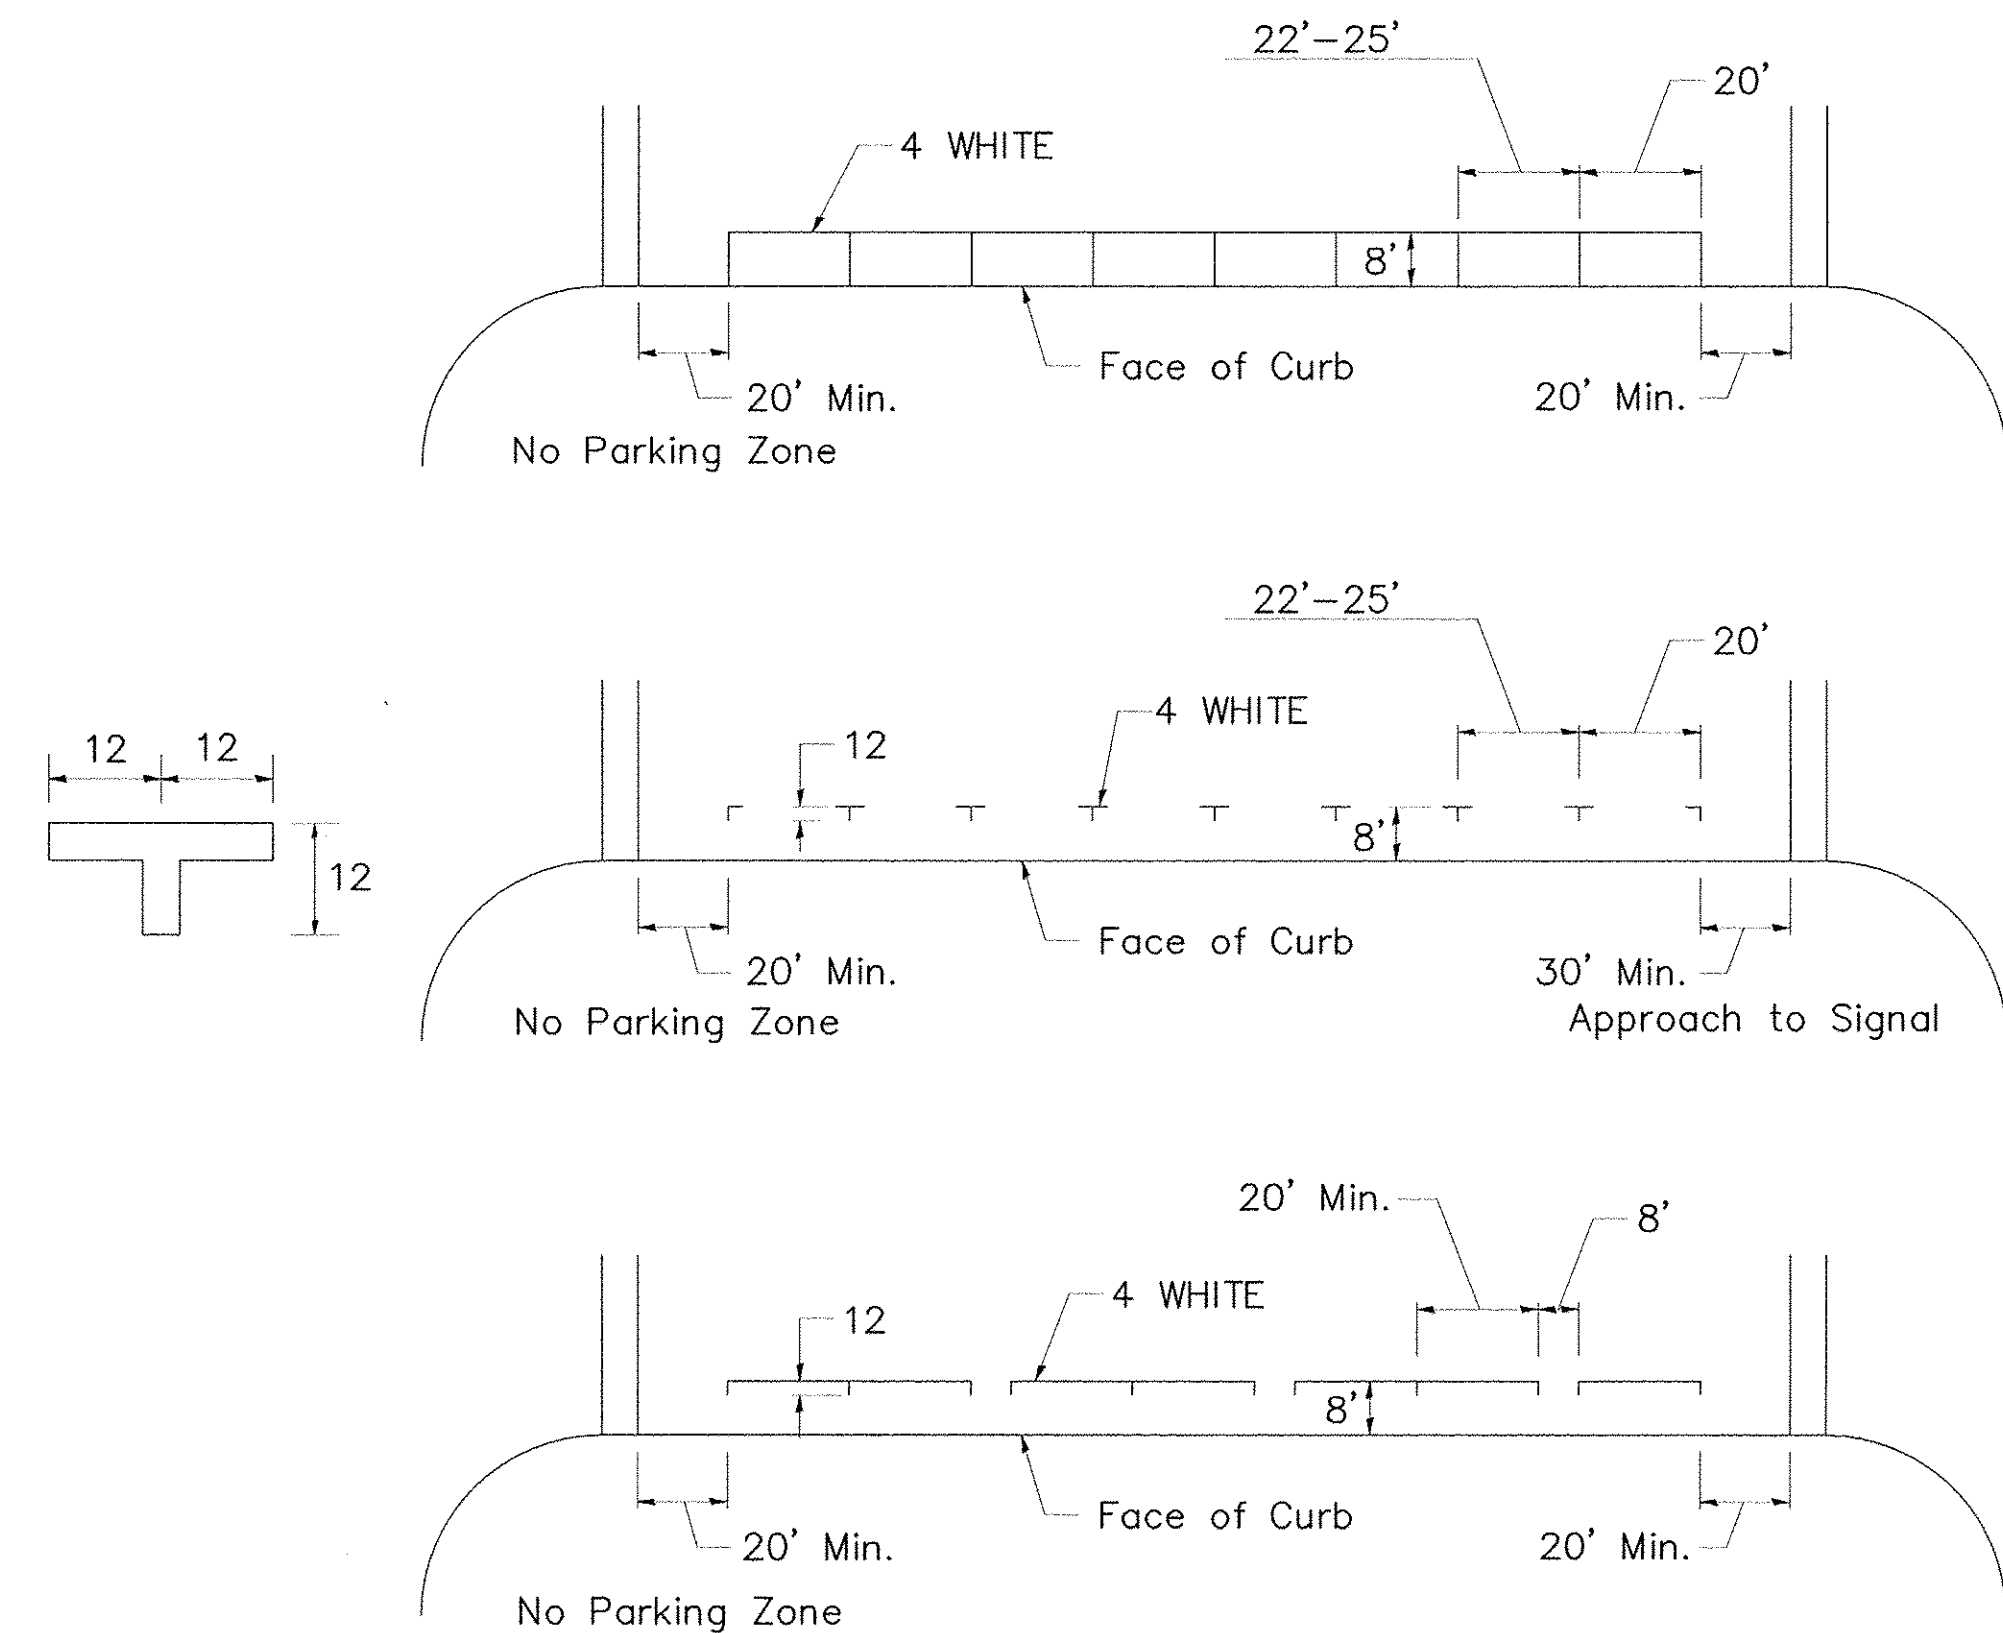 22'-25'
20'
4 WHITE
8'
Face of Curb
20' Min.
20' Min.
No Parking Zone
22'-25'
20'
4 WHITE
12
12
12
12
8'
Face of Curb
20' Min.
30' Min.
No Parking Zone
Approach to Signal
20' Min.
8'
4 WHITE
12
8'
Face of Curb
20' Min.
20' Min.
No Parking Zone